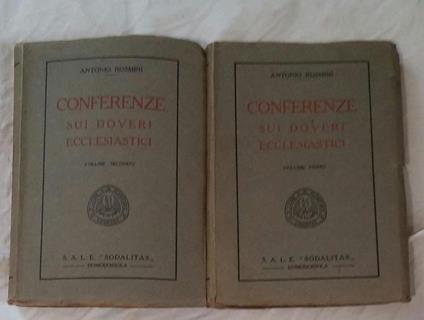 ANTONIO ROSMINI
CONFERENZE
SUI DOVERI
ECCLESIASTICI
VOLUME SECONDO
S. A. L. E. "SODALITAS"
DOMODOSSOLA
ANTONIO ROSMINI
CONFERENZE
SUI DOVERI
ECCLESIASTICI
VOLUME PRIMO
S. A. L. E. "SODALITAS"
DOMODOSSOLA